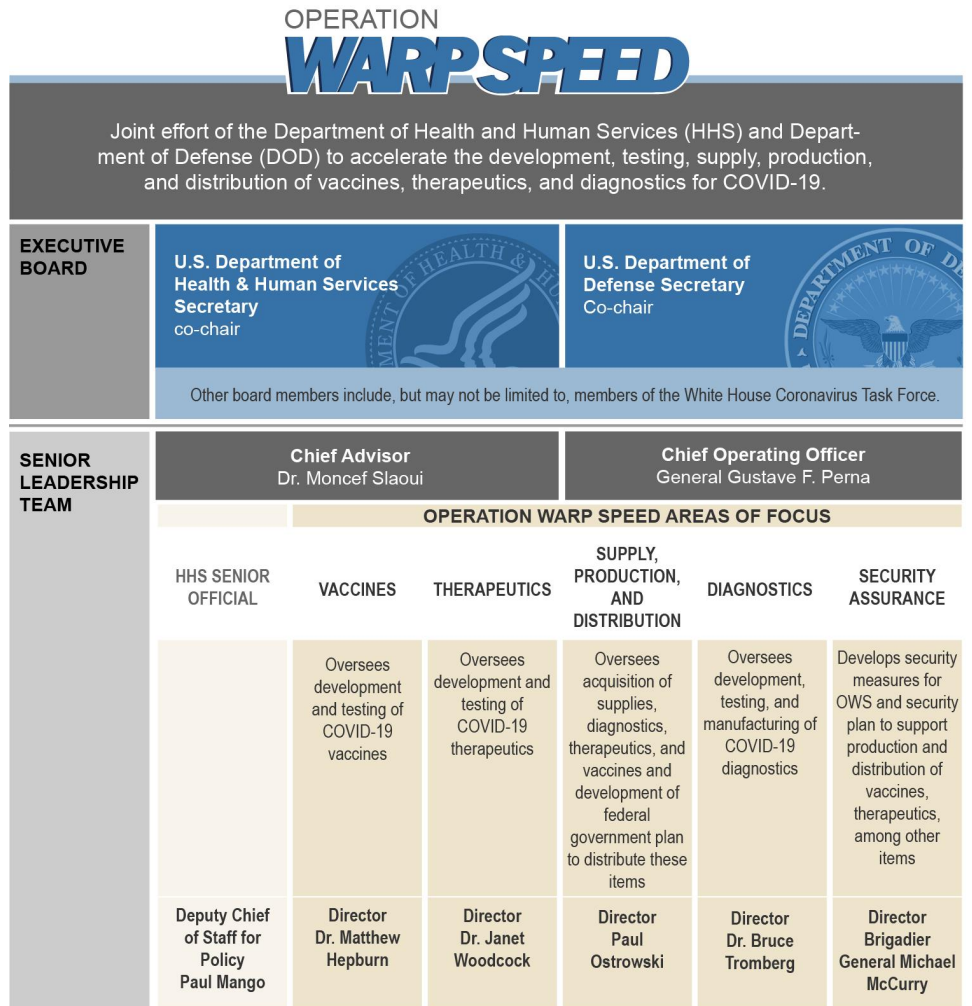 OPERATION
WARP SPEED
Joint effort of the Department of Health and Human Services (HHS) and Depart-
ment of Defense (DOD) to accelerate the development, testing, supply, production,
and distribution of vaccines, therapeutics, and diagnostics for COVID-19.
EXECUTIVE
BOARD
U.S. Department of
Health & Human Services
Secretary
co-chair
MENT OF HEALTH & HU
U.S. Department of
Defense Secretary
Co-chair
DEPARTMENT OF DE
Other board members include, but may not be limited to, members of the White House Coronavirus Task Force.
SENIOR
LEADERSHIP
TEAM
Chief Advisor
Dr. Moncef Slaoui
Chief Operating Officer
General Gustave F. Perna
OPERATION WARP SPEED AREAS OF FOCUS
HHS SENIOR
OFFICIAL
VACCINES
THERAPEUTICS
SUPPLY,
PRODUCTION,
AND
DISTRIBUTION
DIAGNOSTICS
SECURITY
ASSURANCE
Oversees
development
and testing of
COVID-19
vaccines
Oversees
development and
testing of
COVID-19
therapeutics
Oversees
acquisition of
supplies,
diagnostics,
therapeutics, and
vaccines and
development of
federal
government plan
to distribute these
items
Oversees
development,
testing, and
manufacturing of
COVID-19
diagnostics
Develops security
measures for
OWS and security
plan to support
production and
distribution of
vaccines,
therapeutics,
among other
items
Deputy Chief
of Staff for
Policy
Paul Mango
Director
Dr. Matthew
Hepburn
Director
Dr. Janet
Woodcock
Director
Paul
Ostrowski
Director
Dr. Bruce
Tromberg
Director
Brigadier
General Michael
McCurry